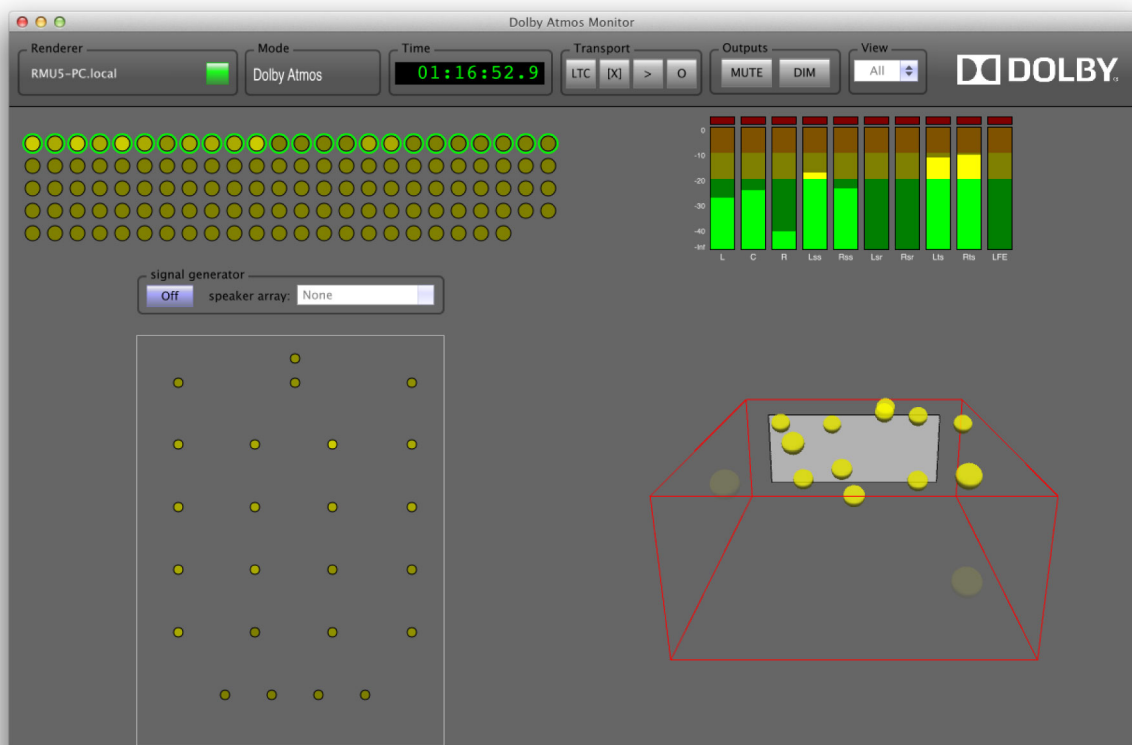 Dolby Atmos Monitor
Renderer
RMU5-PC.local
Mode
Dolby Atmos
Time
01:16:52.9
Transport
LTC
[X]
>
O
Outputs
MUTE
DIM
View
All
DOLBY
0
-10
-20
-30
-40
-Inf
L C R Lss Rss Lsr Rsr Lts Rts LFE
signal generator
Off
speaker array:
None